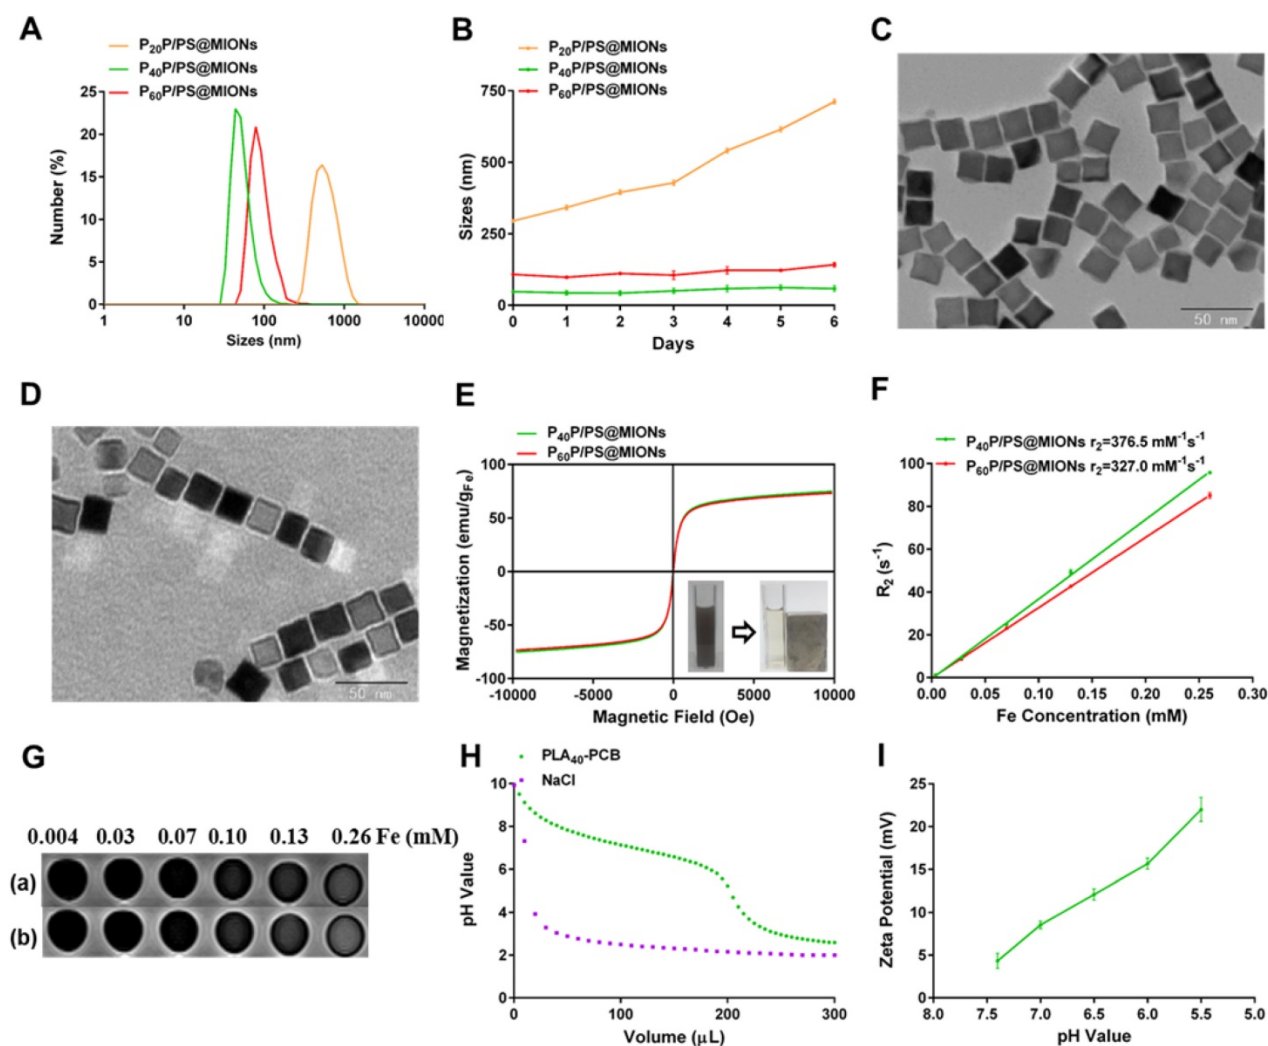 A
P20P/PS@MIONs
P40P/PS@MIONs
P60P/PS@MIONs
Number (%)
25
20
15
10
5
0
1 10 100 1000 10000
Sizes (nm)
B
P20P/PS@MIONs
P40P/PS@MIONs
P60P/PS@MIONs
Sizes (nm)
750
500
250
0
0 1 2 3 4 5 6
Days
C
50 nm
D
50 nm
E
P40P/PS@MIONs
P60P/PS@MIONs
Magnetization (emu/gFe)
100
50
0
-50
-100
-10000 -5000 0 5000 10000
Magnetic Field (Oe)
F
P40P/PS@MIONs r2=376.5 mM-1s-1
P60P/PS@MIONs r2=327.0 mM-1s-1
R2 (s-1)
100
80
60
40
20
0
0.00 0.05 0.10 0.15 0.20 0.25 0.30
Fe Concentration (mM)
G
0.004 0.03 0.07 0.10 0.13 0.26 Fe (mM)
(a)
(b)
H
PLA40-PCB
NaCl
pH Value
10
8
6
4
2
0
0 100 200 300
Volume (μL)
I
Zeta Potential (mV)
25
20
15
10
5
0
8.0 7.5 7.0 6.5 6.0 5.5 5.0
pH Value